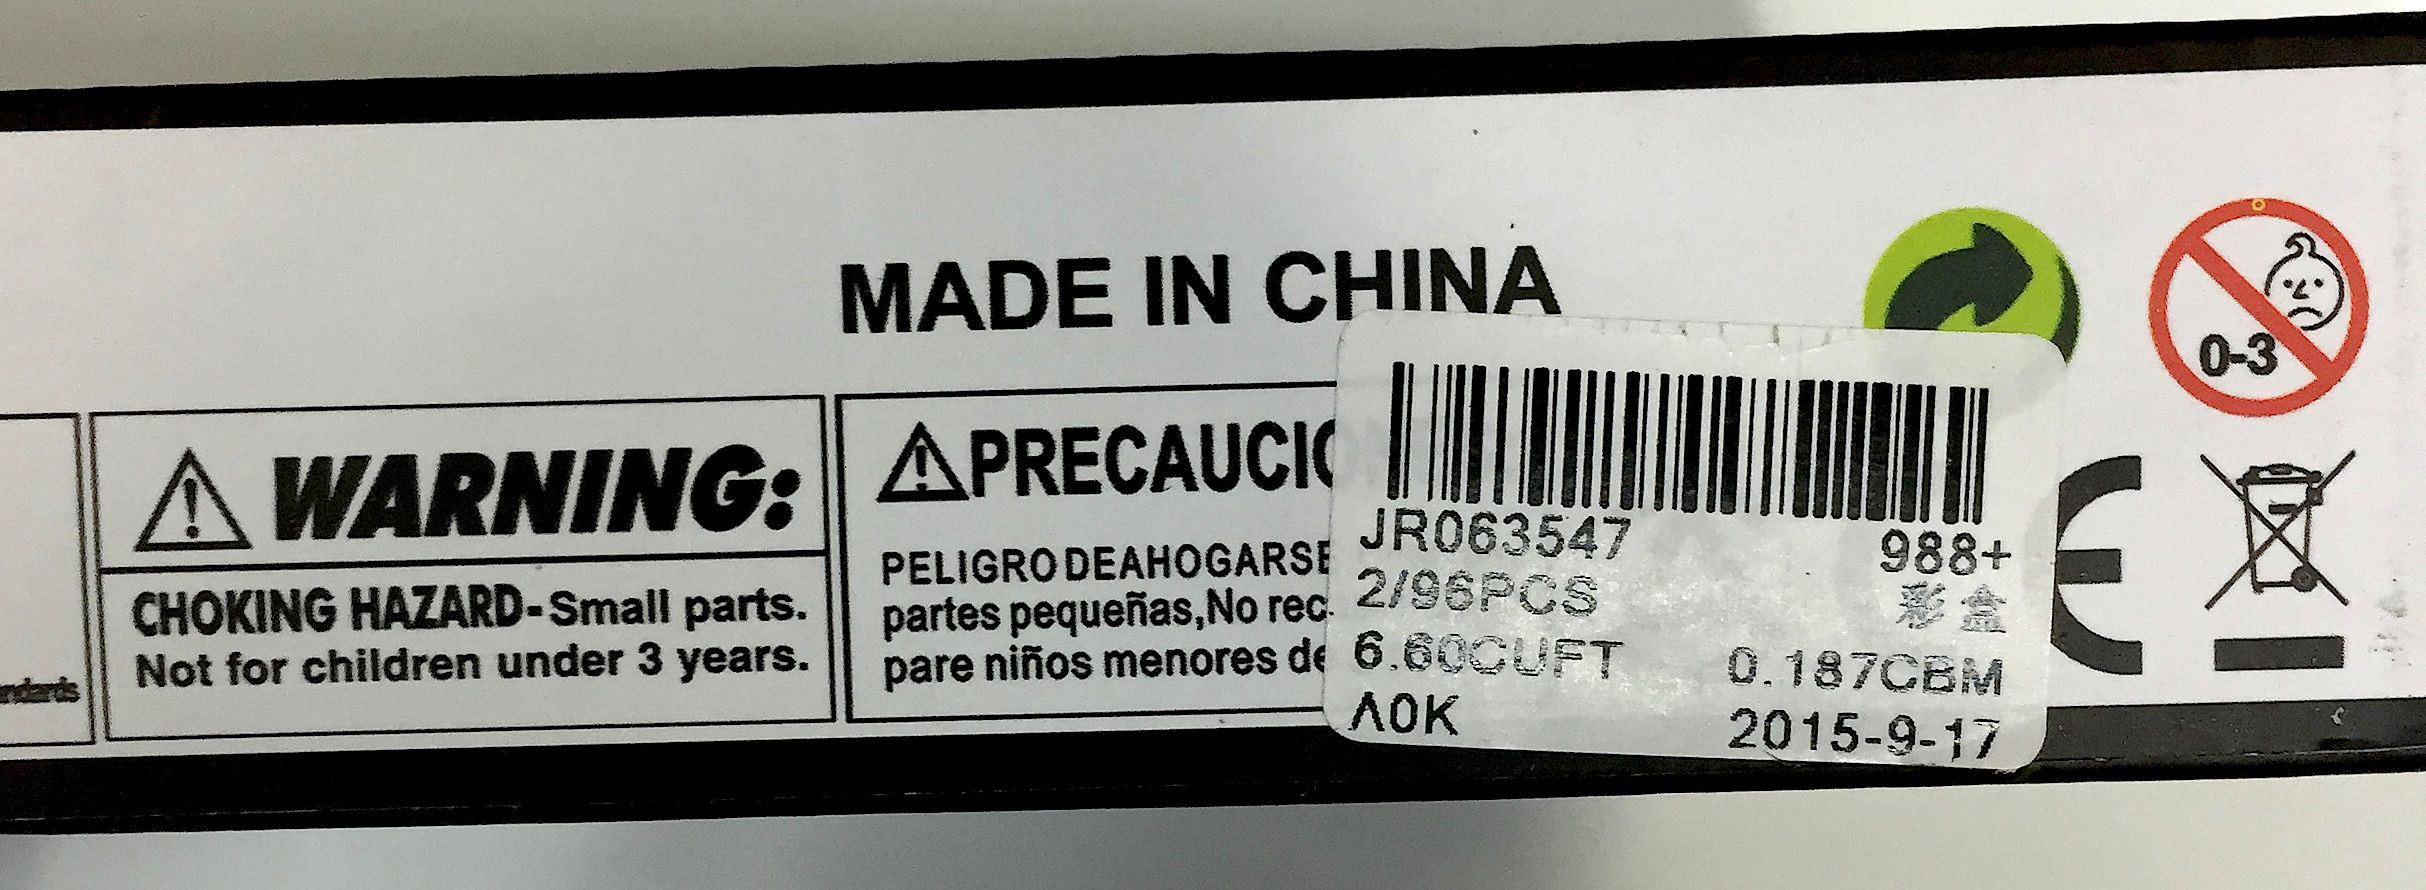 MADE IN CHINA
0-3
WARNING:
CHOKING HAZARD-Small parts.
Not for children under 3 years.
PRECAUCIO
PELIGRO DEAHOGARSE
partes pequeñas,No rec
pare niños menores de
JR063547 988+
2/96PCS 彩盒
6.60CUFT 0.187CBM
A0K 2015-9-17
CE